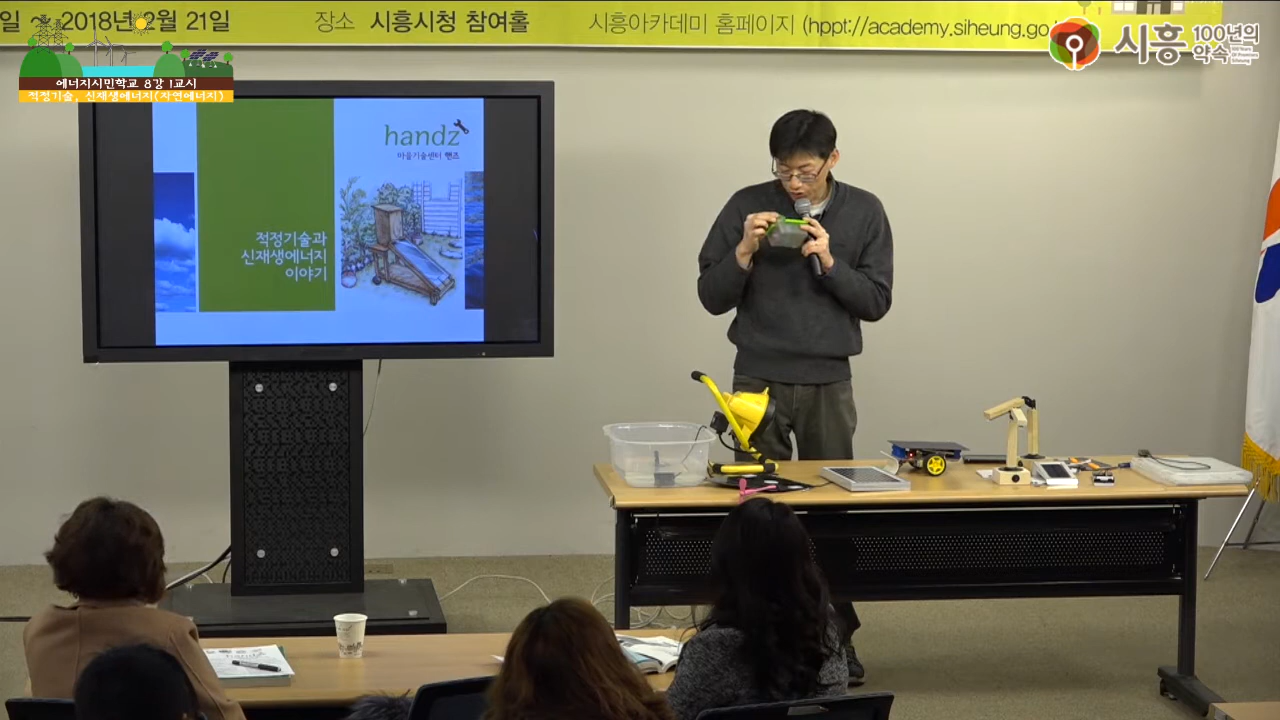 일 ~ 2018년 2월 21일 장소 시흥시청 참여홀 시흥아카데미 홈페이지 (hppt://academy.siheung.go
시흥 100년의 약속
에너지시민학교 8강 1교시
적정기술, 신재생에너지(자연에너지)
handz
마을기술센터 핸즈
적정기술과
신재생에너지
이야기
handz